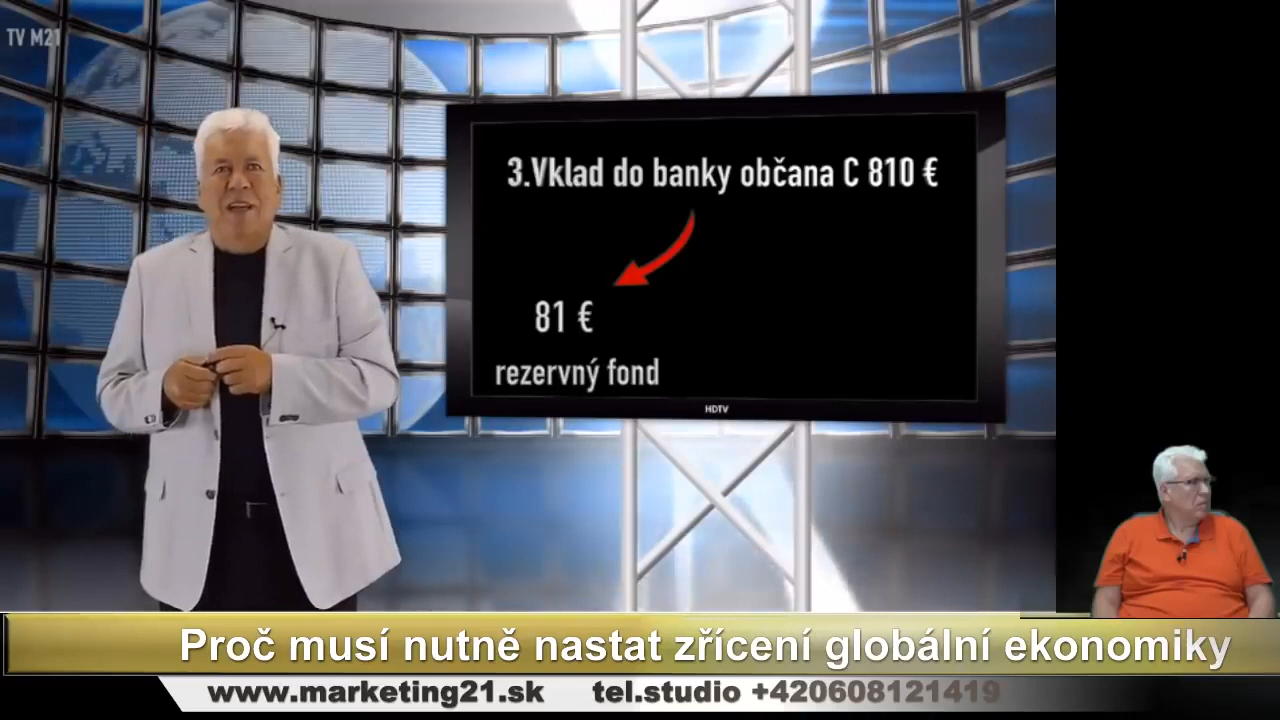 TV M21
3.Vklad do banky občana C 810 €
81 €
rezervný fond
HDTV
Proč musí nutně nastat zřícení globální ekonomiky
www.marketing21.sk tel.studio +420608121419